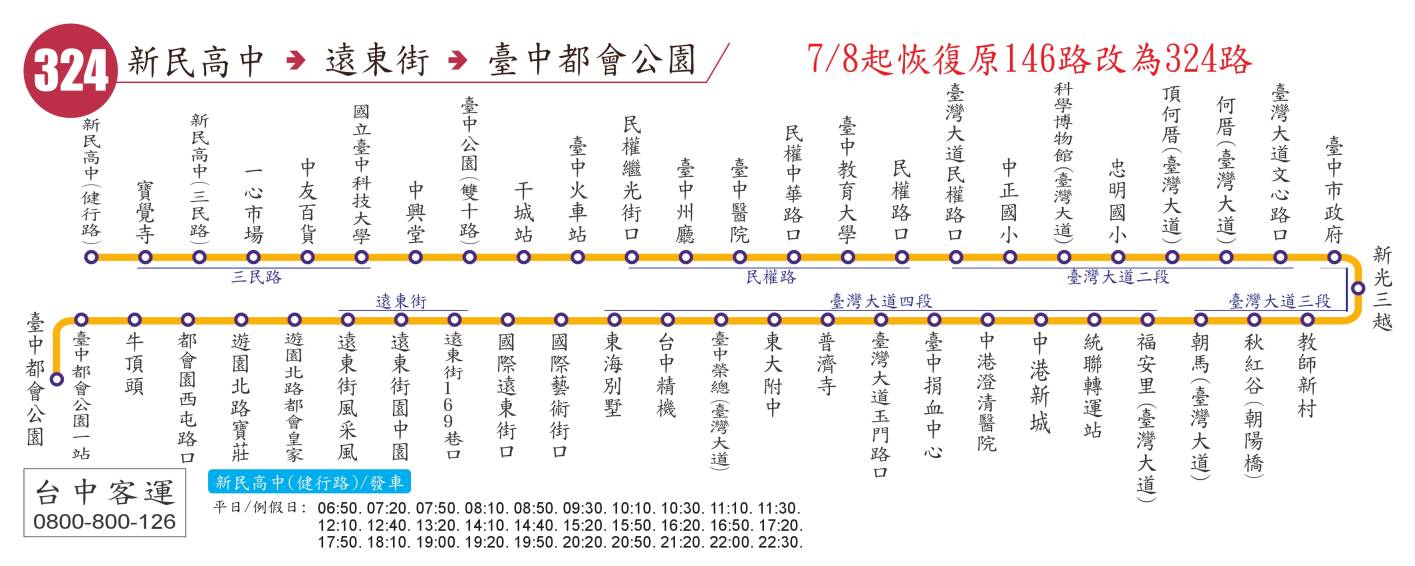 324
新民高中 ➔ 遠東街 ➔ 臺中都會公園
7/8起恢復原146路改為324路
新民高中(健行路)
寶覺寺
新民高中(三民路)
一心市場
中友百貨
國立臺中科技大學
中興堂
臺中公園(雙十路)
干城站
臺中火車站
民權繼光街口
臺中州廳
臺中醫院
民權中華路口
臺中教育大學
民權路口
臺灣大道民權路口
中正國小
科學博物館(臺灣大道)
忠明國小
頂何厝(臺灣大道)
何厝(臺灣大道)
臺灣大道文心路口
臺中市政府
新光三越
三民路
民權路
臺灣大道二段
遠東街
臺灣大道四段
臺灣大道三段
臺中都會公園
臺中都會公園一站
牛頂頭
都會園西屯路口
遊園北路寶莊
遊園北路都會皇家
遠東街風采風
遠東街園中園
遠東街169巷口
國際遠東街口
國際藝術街口
東海別墅
台中精機
臺中榮總(臺灣大道)
東大附中
普濟寺
臺灣大道玉門路口
臺中捐血中心
中港澄清醫院
中港新城
統聯轉運站
福安里(臺灣大道)
朝馬(臺灣大道)
秋紅谷(朝陽橋)
教師新村
台中客運
0800-800-126
新民高中(健行路)/發車
平日/例假日: 06:50. 07:20. 07:50. 08:10. 08:50. 09:30. 10:10. 10:30. 11:10. 11:30.
12:10. 12:40. 13:20. 14:10. 14:40. 15:20. 15:50. 16:20. 16:50. 17:20.
17:50. 18:10. 19:00. 19:20. 19:50. 20:20. 20:50. 21:20. 22:00. 22:30.